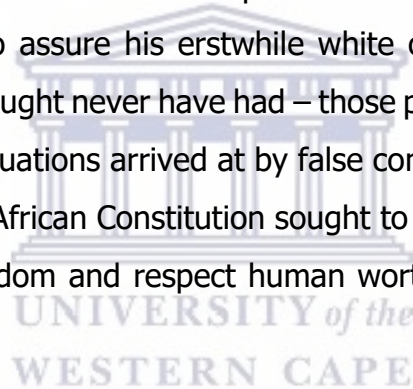 o assure his erstwhile white
ught never have had – those
uations arrived at by false
African Constitution sought to
dom and respect human wort
UNIVERSITY of the
WESTERN CAPE